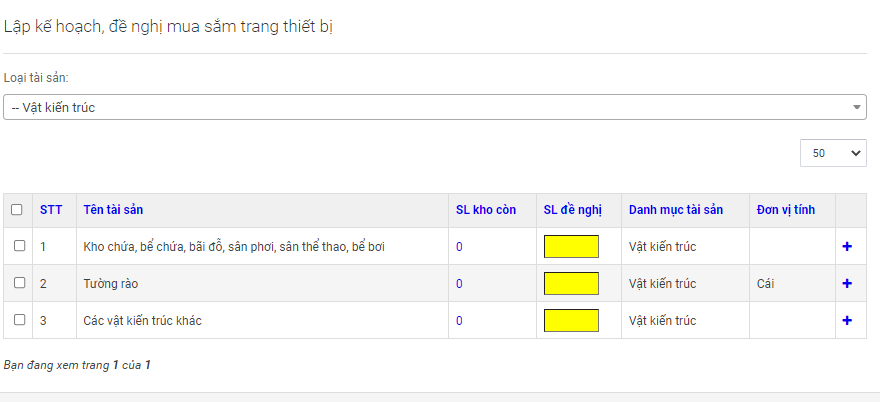 Lập kế hoạch, đề nghị mua sắm trang thiết bị
Loại tài sản:
-- Vật kiến trúc
50
STT Tên tài sản SL kho còn SL đề nghị Danh mục tài sản Đơn vị tính
1 Kho chứa, bể chứa, bãi đỗ, sân phơi, sân thể thao, bể bơi 0 Vật kiến trúc +
2 Tường rào 0 Vật kiến trúc Cái +
3 Các vật kiến trúc khác 0 Vật kiến trúc +
Bạn đang xem trang 1 của 1